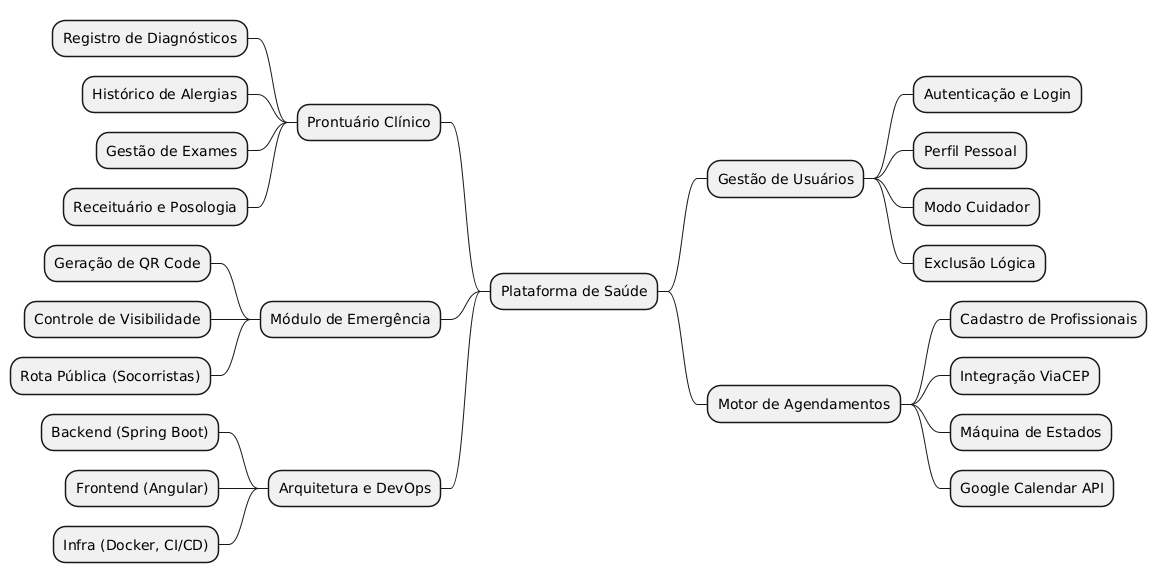 Registro de Diagnósticos
Histórico de Alergias
Gestão de Exames
Receituário e Posologia
Prontuário Clínico
Geração de QR Code
Controle de Visibilidade
Rota Pública (Socorristas)
Módulo de Emergência
Backend (Spring Boot)
Frontend (Angular)
Infra (Docker, CI/CD)
Arquitetura e DevOps
Plataforma de Saúde
Gestão de Usuários
Autenticação e Login
Perfil Pessoal
Modo Cuidador
Exclusão Lógica
Motor de Agendamentos
Cadastro de Profissionais
Integração ViaCEP
Máquina de Estados
Google Calendar API